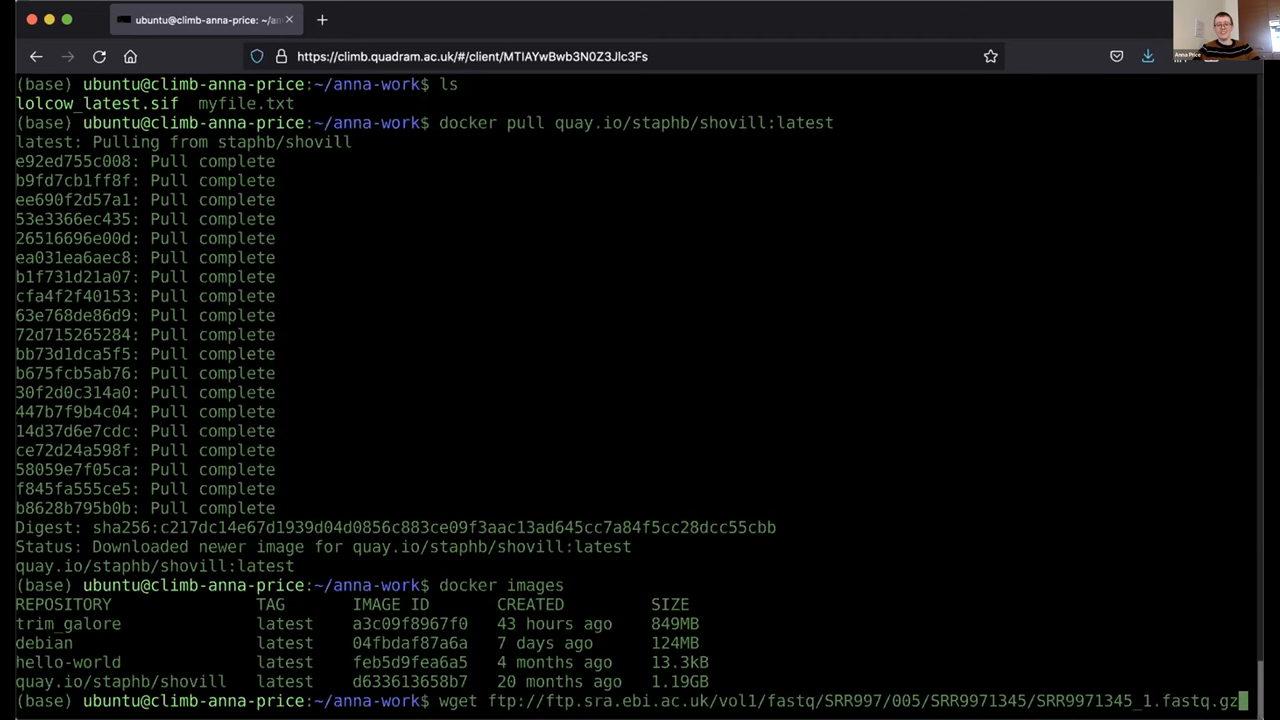 ubuntu@climb-anna-price: ~/an
https://climb.quadram.ac.uk/#/client/MTIAYwBwb3N0Z3Jlc3Fs
Anna Price
(base) ubuntu@climb-anna-price:~/anna-work$ ls
lolcow_latest.sif myfile.txt
(base) ubuntu@climb-anna-price:~/anna-work$ docker pull quay.io/staphb/shovill:latest
latest: Pulling from staphb/shovill
e92ed755c008: Pull complete
b9fd7cb1ff8f: Pull complete
ee690f2d57a1: Pull complete
53e3366ec435: Pull complete
26516696e00d: Pull complete
ea031ea6aec8: Pull complete
b1f731d21a07: Pull complete
cfa4f2f40153: Pull complete
63e768de86d9: Pull complete
72d715265284: Pull complete
bb73d1dca5f5: Pull complete
b675fcb5ab76: Pull complete
30f2d0c314a0: Pull complete
447b7f9b4c04: Pull complete
14d37d6e7cdc: Pull complete
ce72d24a598f: Pull complete
58059e7f05ca: Pull complete
f845fa555ce5: Pull complete
b8628b795b0b: Pull complete
Digest: sha256:c217dc14e67d1939d04d0856c883ce09f3aac13ad645cc7a84f5cc28dcc55cbb
Status: Downloaded newer image for quay.io/staphb/shovill:latest
quay.io/staphb/shovill:latest
(base) ubuntu@climb-anna-price:~/anna-work$ docker images
REPOSITORY TAG IMAGE ID CREATED SIZE
trim_galore latest a3c09f8967f0 43 hours ago 849MB
debian latest 04fbdaf87a6a 7 days ago 124MB
hello-world latest feb5d9fea6a5 4 months ago 13.3kB
quay.io/staphb/shovill latest d633613658b7 20 months ago 1.19GB
(base) ubuntu@climb-anna-price:~/anna-work$ wget ftp://ftp.sra.ebi.ac.uk/vol1/fastq/SRR997/005/SRR9971345/SRR9971345_1.fastq.gz